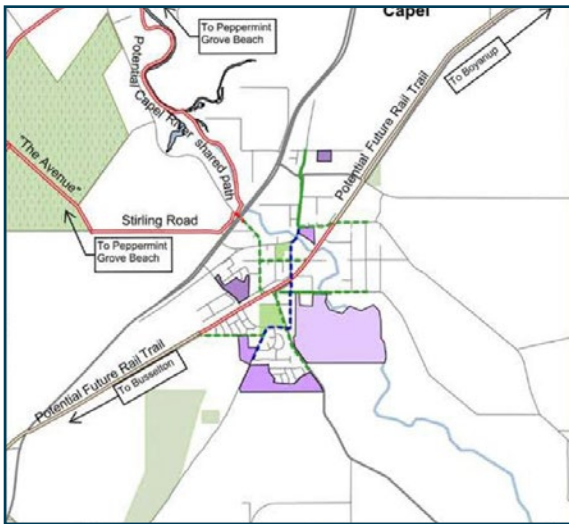 Capel
To Peppermint
Grove Beach
To Boyanup
Potential Capel River shared path
Potential Future Rail Trail
"The Avenue"
Stirling Road
To Peppermint
Grove Beach
Potential Future Rail Trail
To Busselton